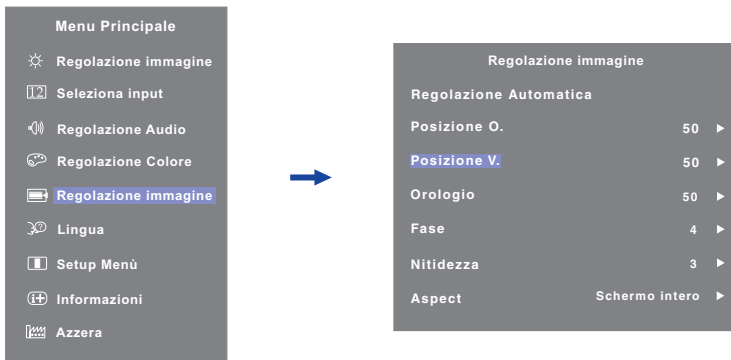 Menu Principale
Regolazione immagine
12 Seleziona input
Regolazione Audio
Regolazione Colore
Regolazione immagine
Lingua
Setup Menù
Informazioni
Azzera
Regolazione immagine
Regolazione Automatica
Posizione O. 50
Posizione V. 50
Orologio 50
Fase 4
Nitidezza 3
Aspect Schermo intero